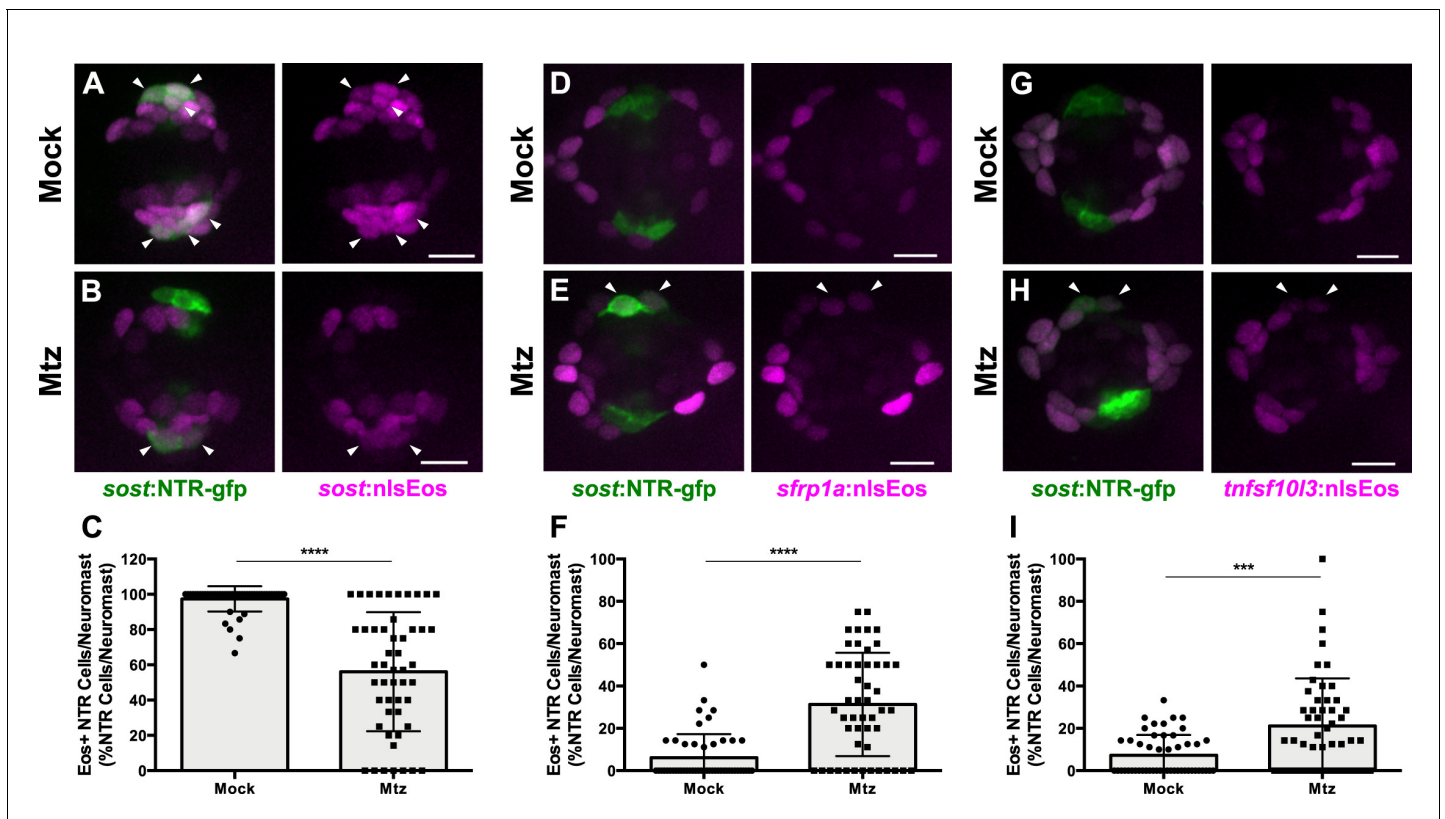 A
D
G
Mock
Mock
Mock
B
E
H
Mtz
Mtz
Mtz
sost:NTR-gfp
sost:nlsEos
sost:NTR-gfp
sfrp1a:nlsEos
sost:NTR-gfp
tnfsf10l3:nlsEos
C
Eos+ NTR Cells/Neuromast
(%NTR Cells/Neuromast)
120
100
80
60
40
20
0
****
Mock
Mtz
F
Eos+ NTR Cells/Neuromast
(%NTR Cells/Neuromast)
100
80
60
40
20
0
****
Mock
Mtz
I
Eos+ NTR Cells/Neuromast
(%NTR Cells/Neuromast)
100
80
60
40
20
0
***
Mock
Mtz